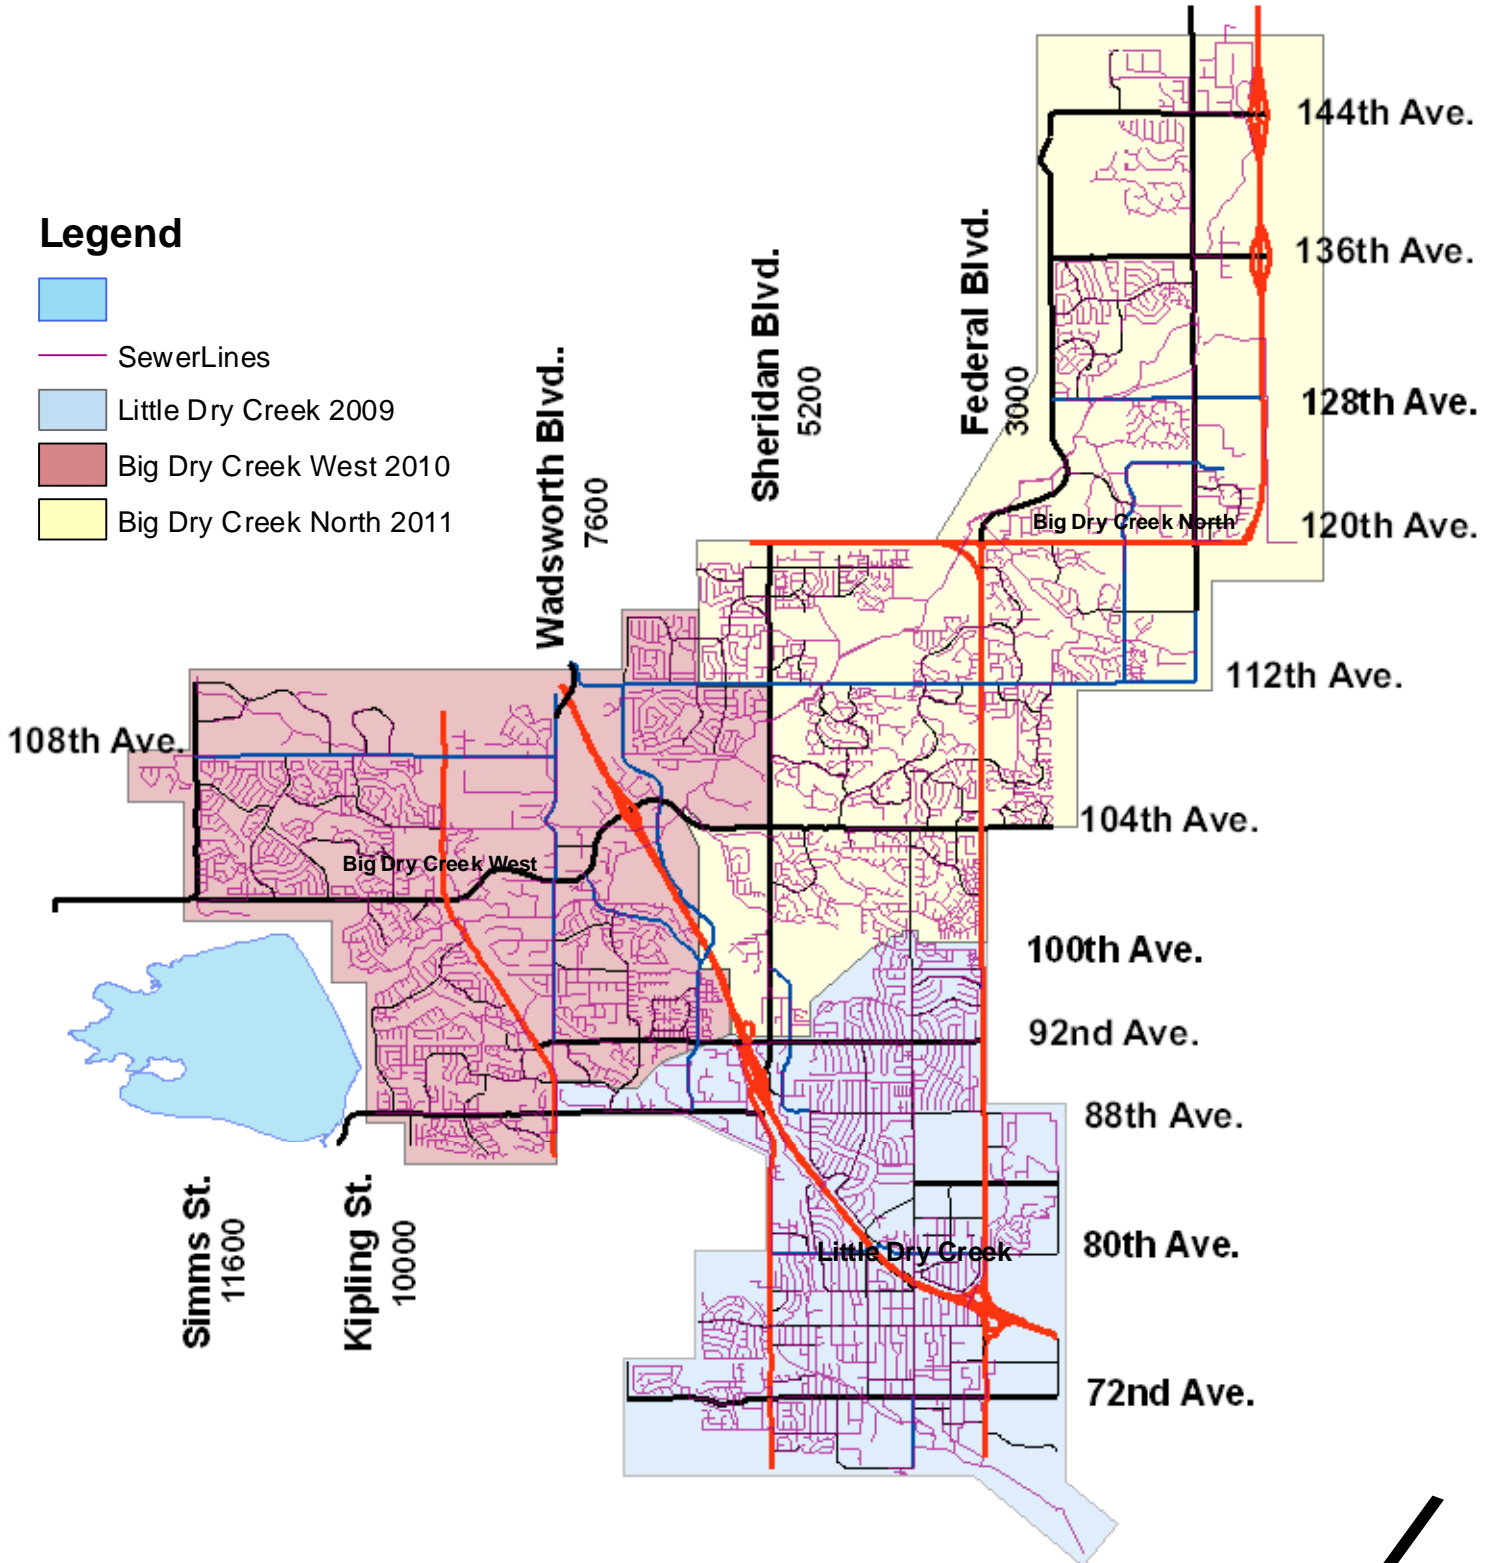 144th Ave.
Legend
136th Ave.
SewerLines
Little Dry Creek 2009
Big Dry Creek West 2010
Big Dry Creek North 2011
Wadsworth Blvd..
7600
Sheridan Blvd.
5200
Federal Blvd.
3000
128th Ave.
Big Dry Creek North
120th Ave.
112th Ave.
108th Ave.
104th Ave.
Big Dry Creek West
100th Ave.
92nd Ave.
88th Ave.
Simms St.
11600
Kipling St.
10000
80th Ave.
Little Dry Creek
72nd Ave.